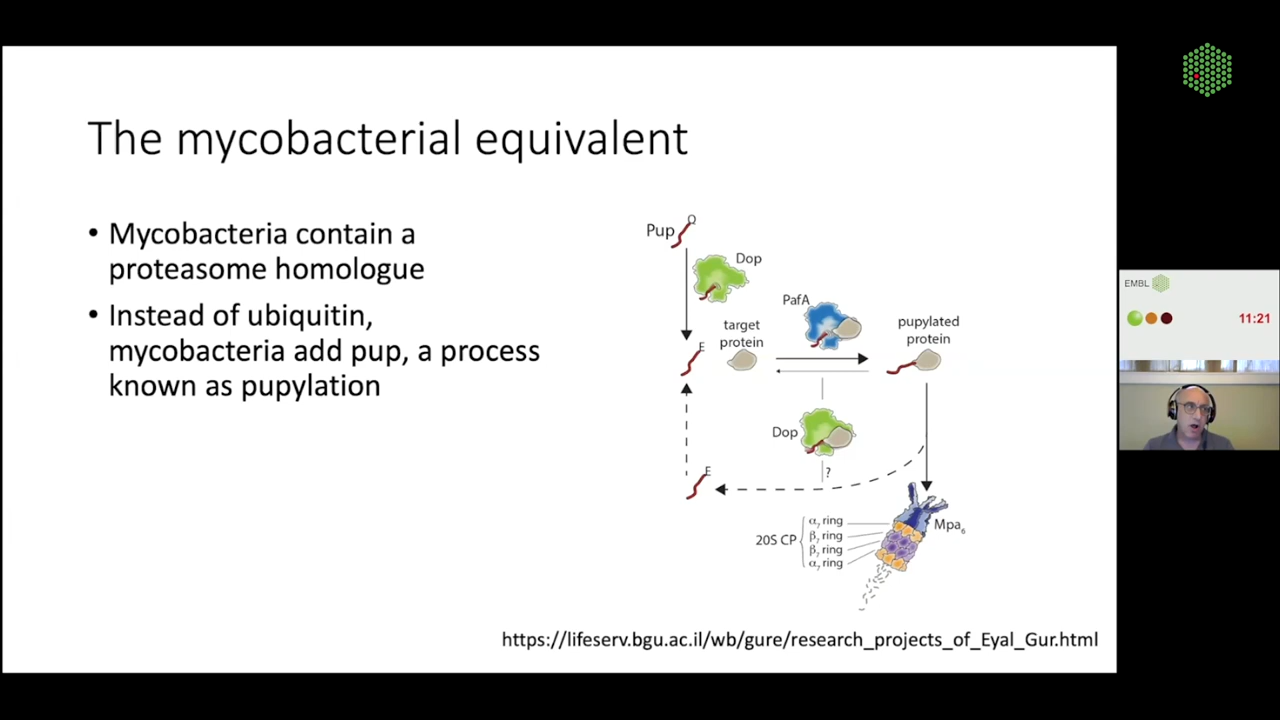 The mycobacterial equivalent
• Mycobacteria contain a
proteasome homologue
• Instead of ubiquitin,
mycobacteria add pup, a process
known as pupylation
Q
Pup
Dop
PafA
target
protein
pupylated
protein
E
Dop
E
?
20S CP
α₇ ring
β₇ ring
β₇ ring
α₇ ring
Mpa₆
https://lifeserv.bgu.ac.il/wb/gure/research_projects_of_Eyal_Gur.html
EMBL
11:21